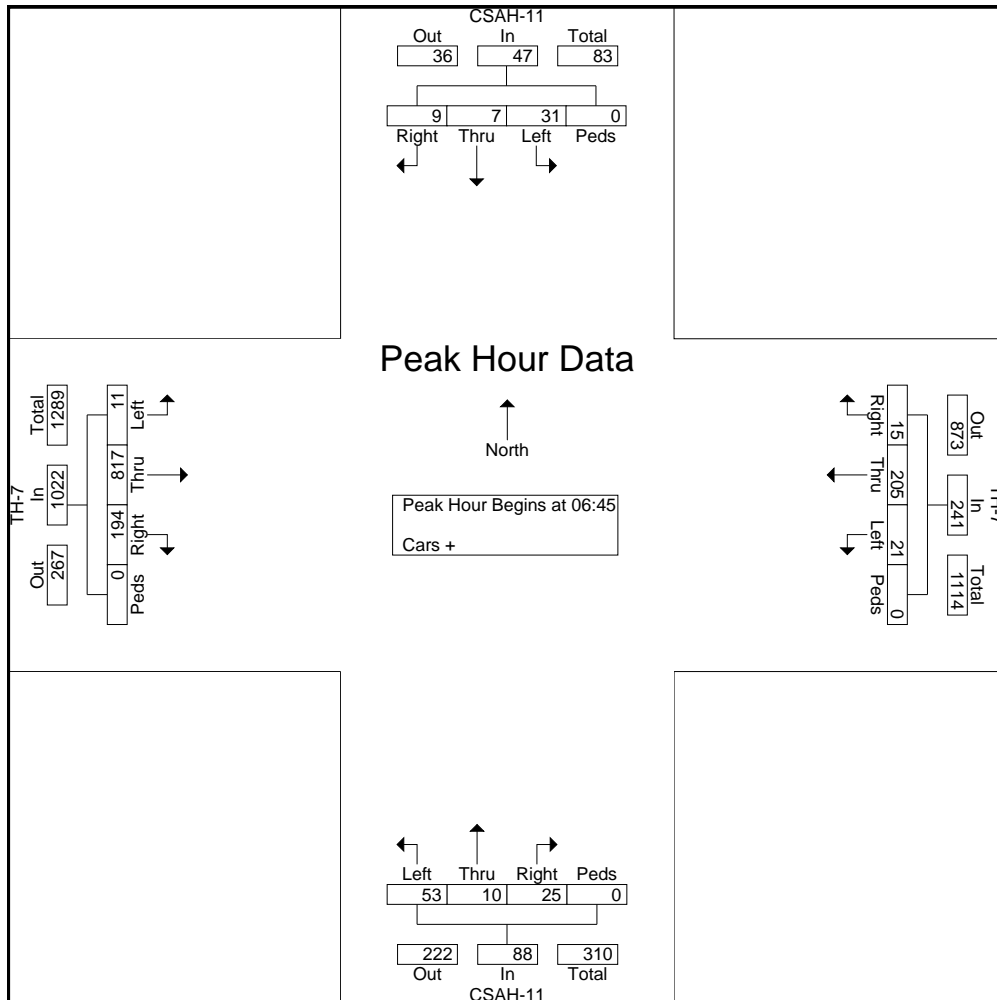 CSAH-11
Out In Total
36 47 83
9 7 31 0
Right Thru Left Peds
Peak Hour Data
North
Peak Hour Begins at 06:45
Cars +
TH-7
Total In Out
1289 1022 267
11 817 194 0
Left Thru Right Peds
TH-7
Out In Total
873 241 1114
15 205 21 0
Right Thru Left Peds
Left Thru Right Peds
53 10 25 0
222 88 310
Out In Total
CSAH-11